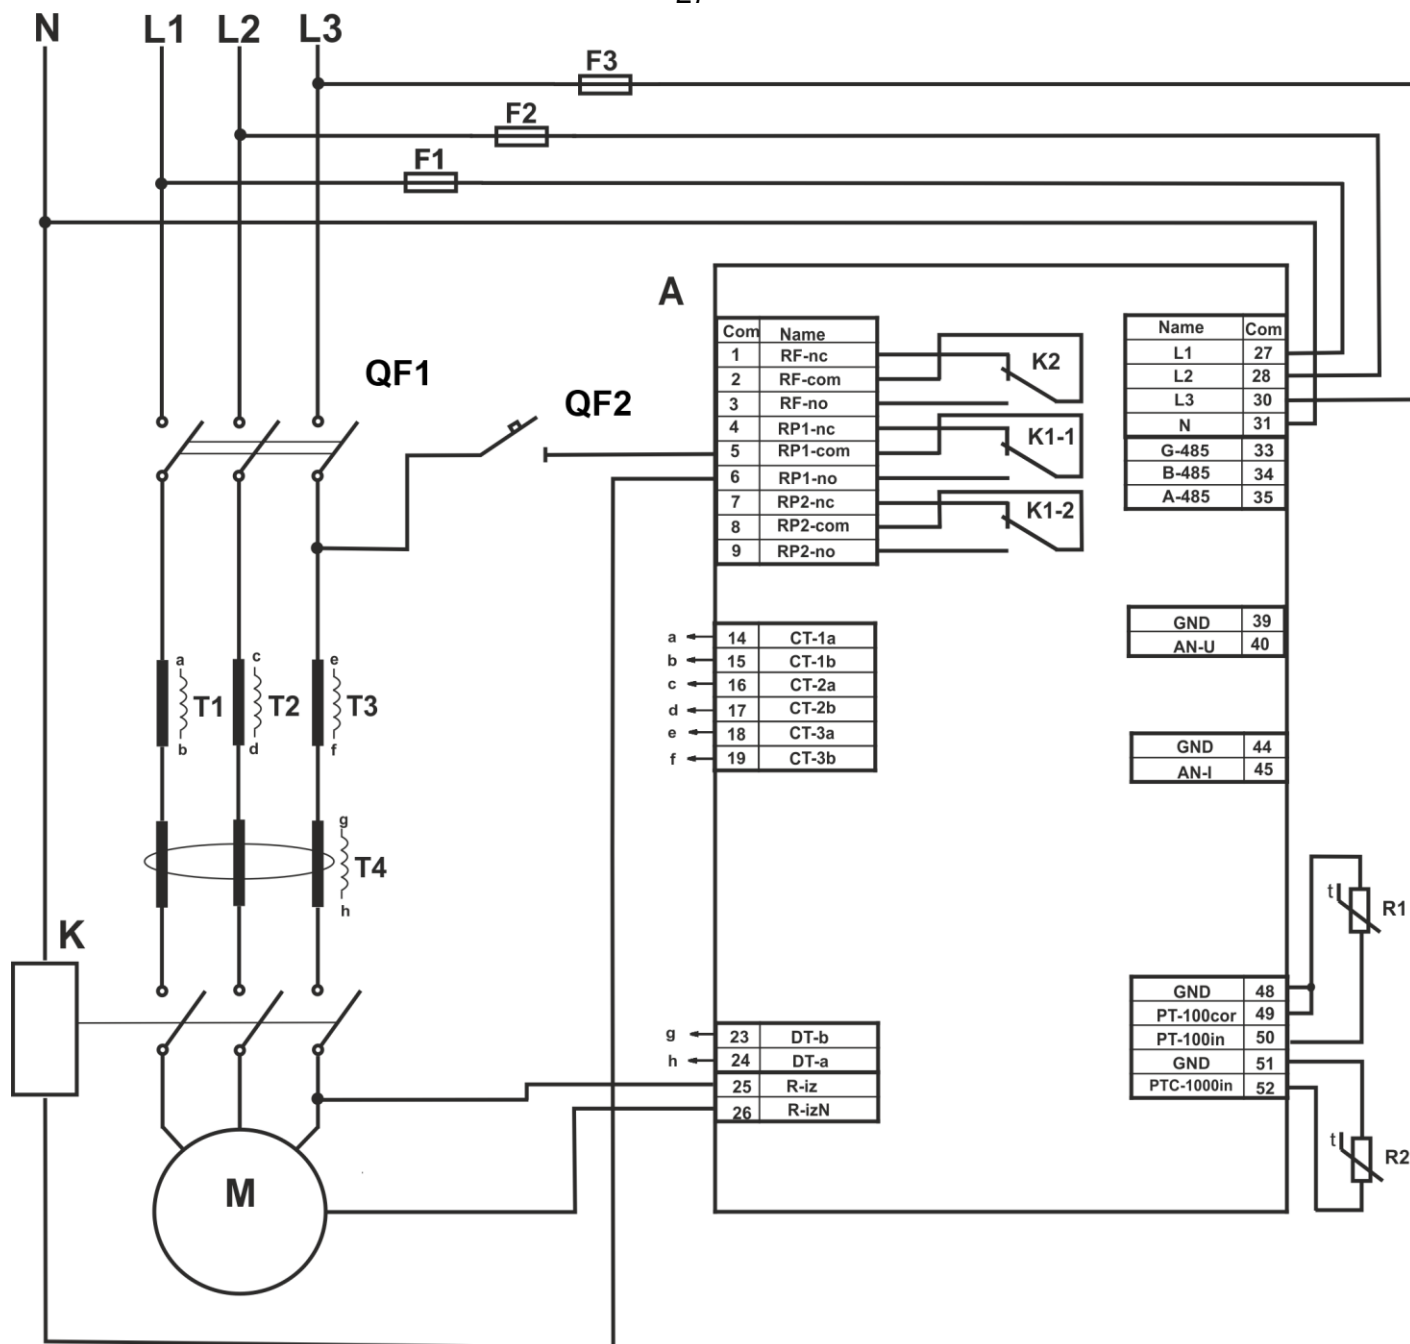 N L1 L2 L3
F3
F2
F1
A
QF1
QF2
Com Name
1 RF-nc
2 RF-com
3 RF-no
4 RP1-nc
5 RP1-com
6 RP1-no
7 RP2-nc
8 RP2-com
9 RP2-no
K2
K1-1
K1-2
Name Com
L1 27
L2 28
L3 30
N 31
G-485 33
B-485 34
A-485 35
GND 39
AN-U 40
GND 44
AN-I 45
a 14 CT-1a
b 15 CT-1b
c 16 CT-2a
d 17 CT-2b
e 18 CT-3a
f 19 CT-3b
a c e
T1 T2 T3
b d f
g
T4
h
K
g 23 DT-b
h 24 DT-a
25 R-iz
26 R-izN
GND 48
PT-100cor 49
PT-100in 50
GND 51
PTC-1000in 52
t R1
t R2
M